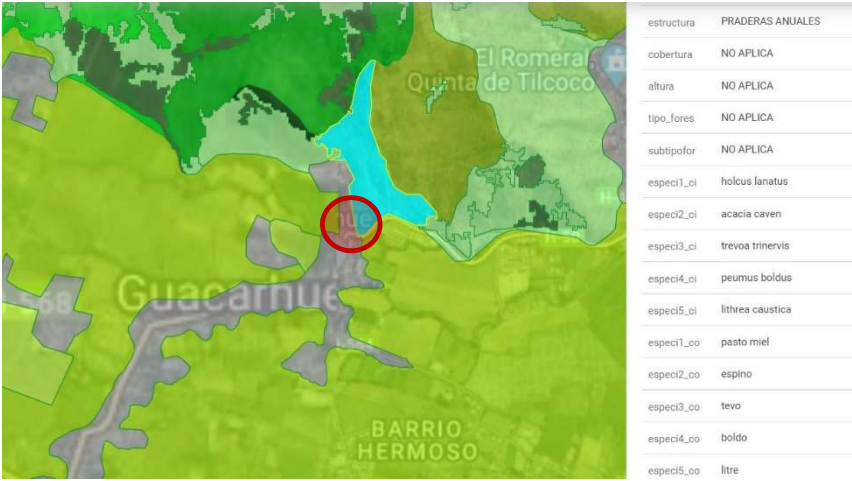 El Romeral
Quinta de Tilcoco
Guacarhue
568
BARRIO
HERMOSO
estructura PRADERAS ANUALES
cobertura NO APLICA
altura NO APLICA
tipo_fores NO APLICA
subtipofor NO APLICA
especi1_ci holcus lanatus
especi2_ci acacia caven
especi3_ci trevoa trinervis
especi4_ci peumus boldus
especi5_ci lithrea caustica
especi1_co pasto miel
especi2_co espino
especi3_co tevo
especi4_co boldo
especi5_co litre